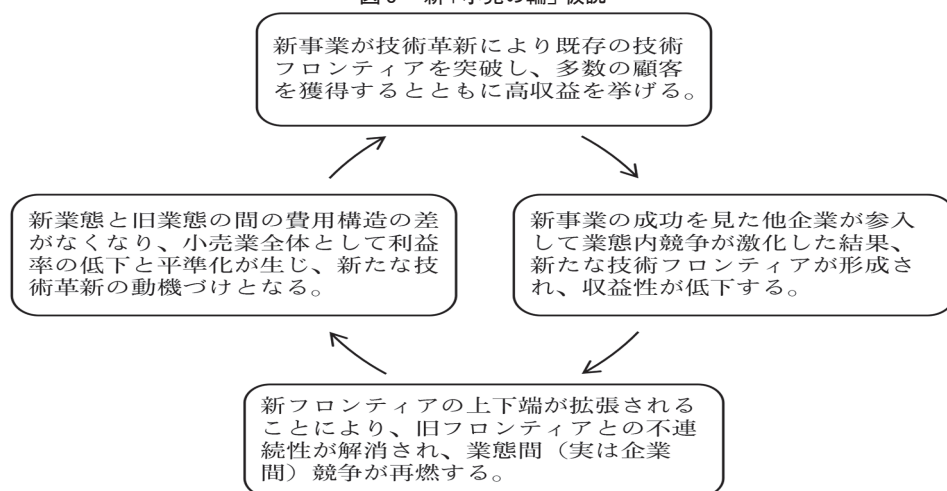 新事業が技術革新により既存の技術
フロンティアを突破し、多数の顧客
を獲得するとともに高収益を挙げる。
新業態と旧業態の間の費用構造の差
がなくなり、小売業全体として利益
率の低下と平準化が生じ、新たな技
術革新の動機づけとなる。
新事業の成功を見た他企業が参入
して業態内競争が激化した結果、
新たな技術フロンティアが形成さ
れ、収益性が低下する。
新フロンティアの上下端が拡張される
ことにより、旧フロンティアとの不連
続性が解消され、業態間（実は企業
間）競争が再燃する。